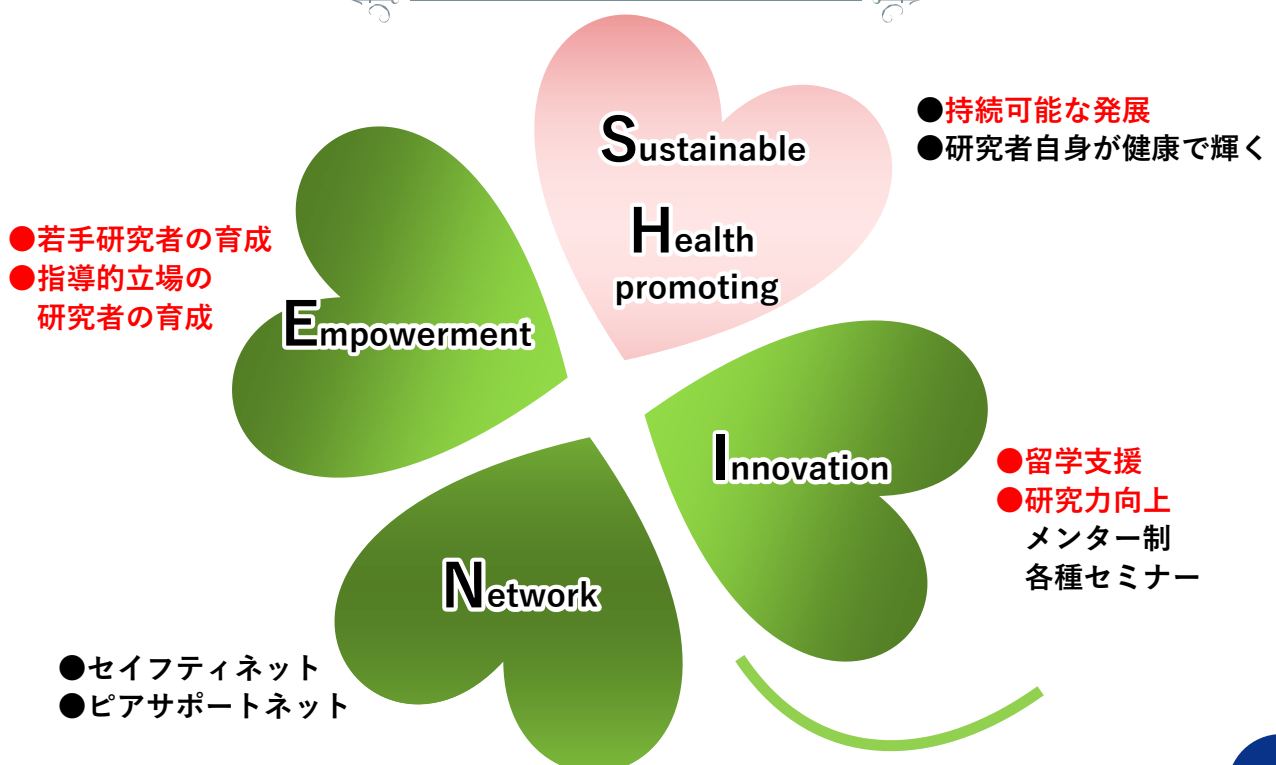 Sustainable
Health
promoting
●持続可能な発展
●研究者自身が健康で輝く
●若手研究者の育成
●指導的立場の
研究者の育成
Empowerment
Innovation
●留学支援
●研究力向上
メンター制
各種セミナー
Network
●セイフティネット
●ピアサポートネット